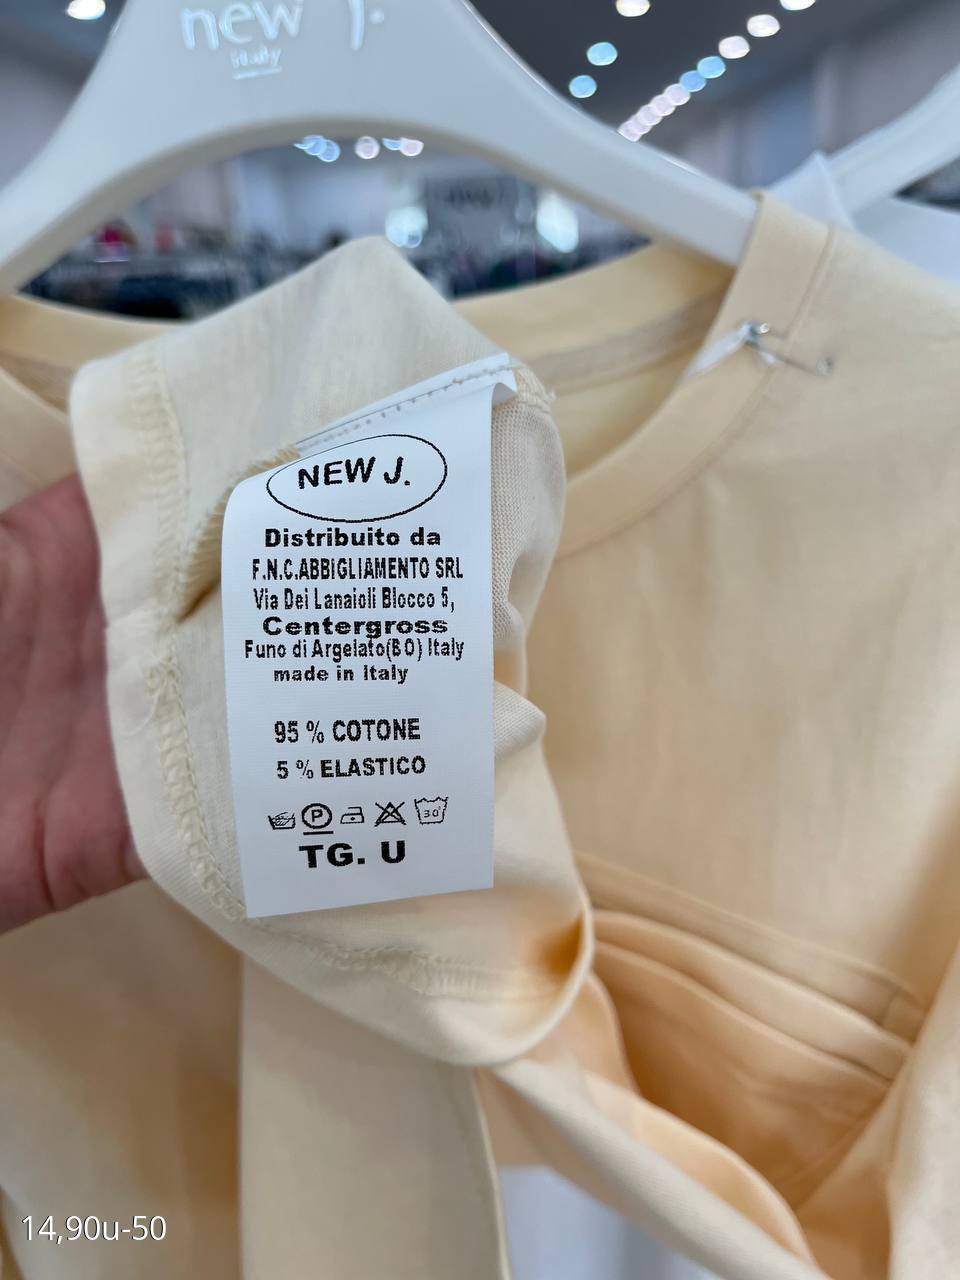 new J.
Italy
NEW J.
Distribuito da
F.N.C.ABBIGLIAMENTO SRL
Via Dei Lanaioli Blocco 5,
Centergross
Funo di Argelato(BO) Italy
made in Italy
95 % COTONE
5 % ELASTICO
P
30°
TG. U
14,90u-50